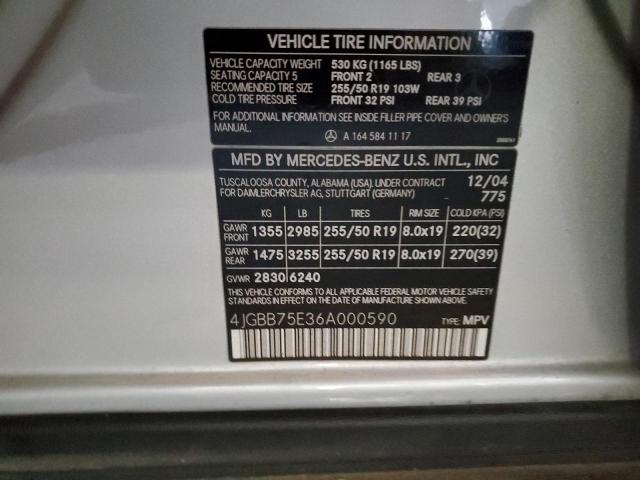 VEHICLE TIRE INFORMATION
VEHICLE CAPACITY WEIGHT 530 KG (1165 LBS)
SEATING CAPACITY 5 FRONT 2 REAR 3
RECOMMENDED TIRE SIZE 255/50 R19 103W
COLD TIRE PRESSURE FRONT 32 PSI REAR 39 PSI
FOR ADDITIONAL INFORMATION SEE INSIDE FILLER PIPE COVER AND OWNER'S
MANUAL.
A 164 584 11 17
MFD BY MERCEDES-BENZ U.S. INTL., INC
TUSCALOOSA COUNTY, ALABAMA (USA), UNDER CONTRACT 12/04
FOR DAIMLERCHRYSLER AG, STUTTGART (GERMANY) 775
KG LB TIRES RIM SIZE COLD KPA (PSI)
GAWR FRONT 1355 2985 255/50 R19 8.0x19 220(32)
GAWR REAR 1475 3255 255/50 R19 8.0x19 270(39)
GVWR 2830 6240
THIS VEHICLE CONFORMS TO ALL APPLICABLE FEDERAL MOTOR VEHICLE SAFETY
STANDARDS IN EFFECT ON THE DATE OF MANUFACTURE SHOWN ABOVE.
4JGBB75E36A000590 TYPE: MPV